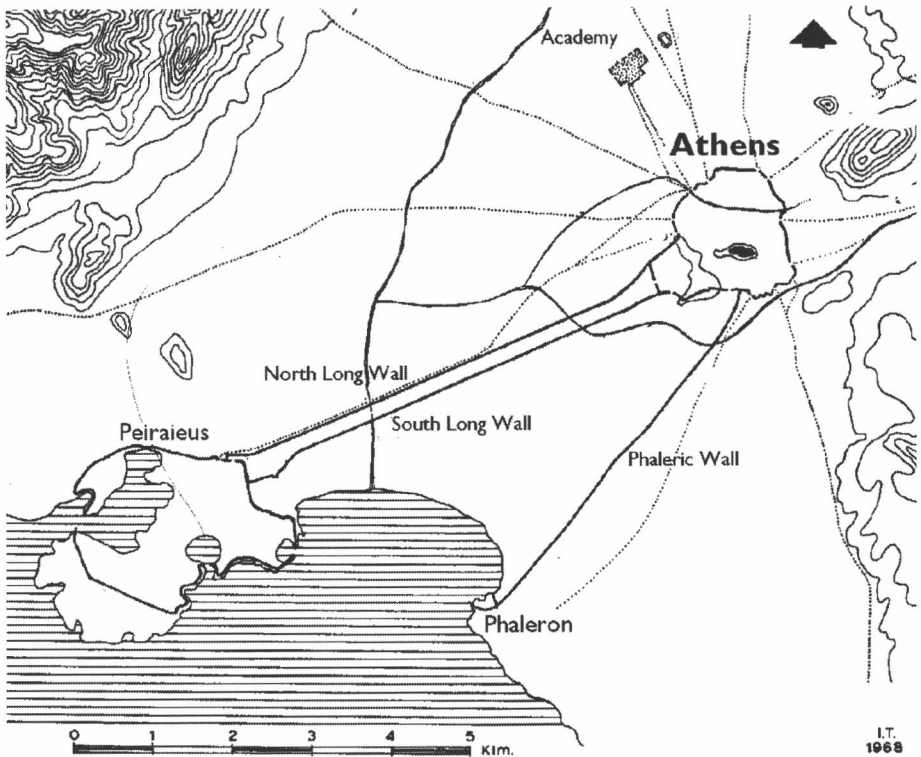 Academy
Athens
North Long Wall
Peiraieus
South Long Wall
Phaleric Wall
Phaleron
0 1 2 3 4 5
Klm.
I.T.
1968